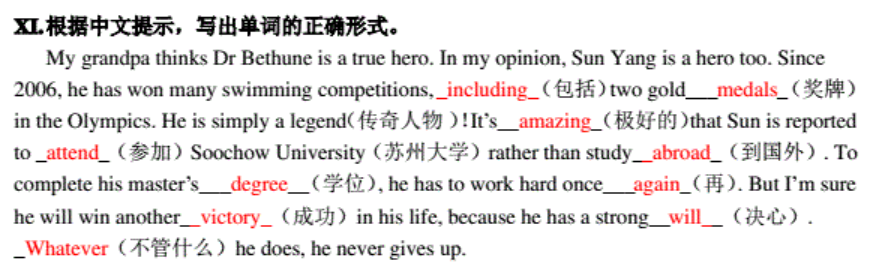 XI.根据中文提示，写出单词的正确形式。
My grandpa thinks Dr Bethune is a true hero. In my opinion, Sun Yang is a hero too. Since
2006, he has won many swimming competitions,_including_（包括）two gold___medals_（奖牌）
in the Olympics. He is simply a legend(传奇人物 )!It's__amazing_(极好的)that Sun is reported
to _attend_（参加）Soochow University（苏州大学）rather than study__abroad_（到国外）. To
complete his master's___degree__（学位）, he has to work hard once___again_（再）. But I'm sure
he will win another__victory_（成功）in his life, because he has a strong__will__（决心）.
_Whatever（不管什么）he does, he never gives up.